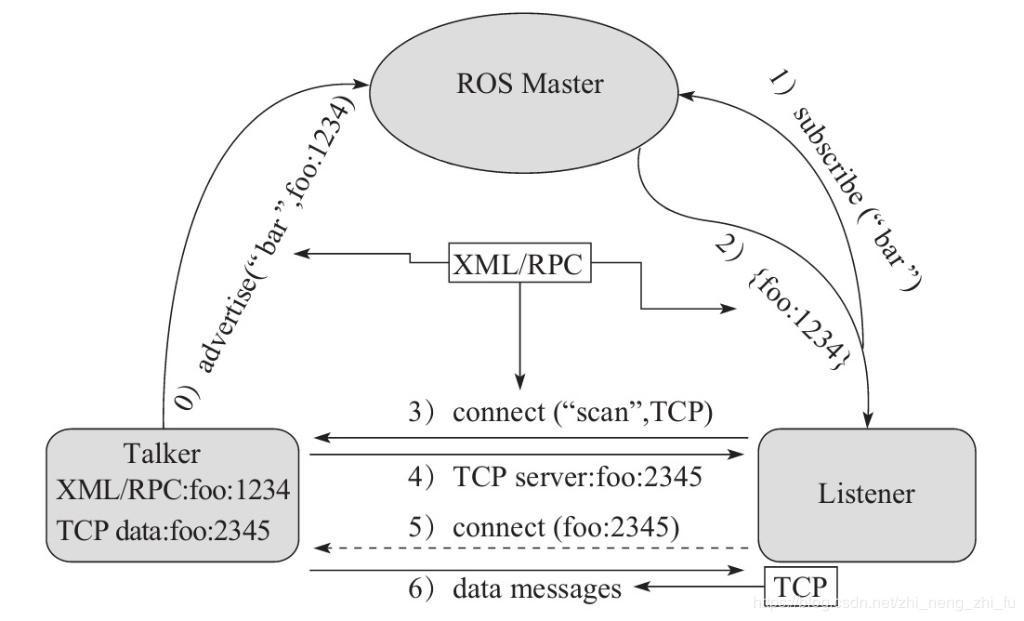 ROS Master
0）advertise(“bar”,foo:1234)
1）subscribe (“bar”)
2）{foo:1234}
XML/RPC
3）connect (“scan”,TCP)
4）TCP server:foo:2345
5）connect (foo:2345)
6）data messages
Talker
XML/RPC:foo:1234
TCP data:foo:2345
Listener
TCP
https://blog.csdn.net/zhi_neng_zhi_fu